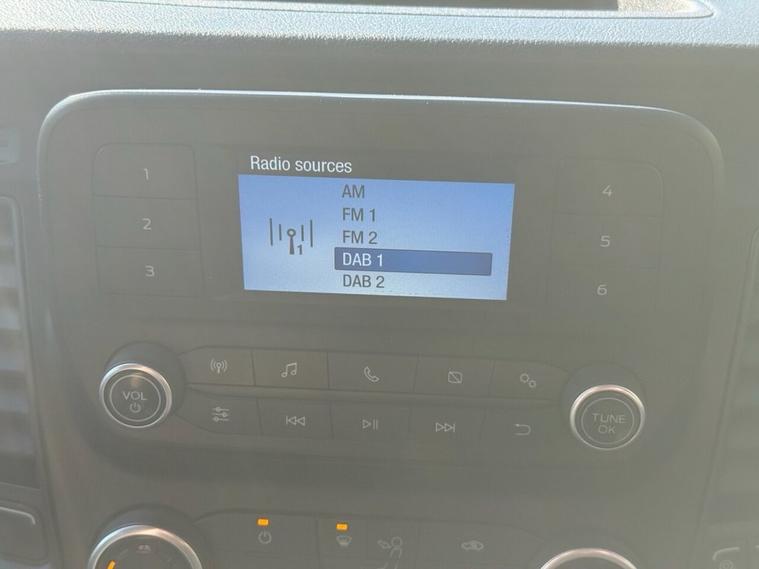 Radio sources
AM
FM 1
FM 2
DAB 1
DAB 2
1
1
2
3
4
5
6
VOL
TUNE
OK